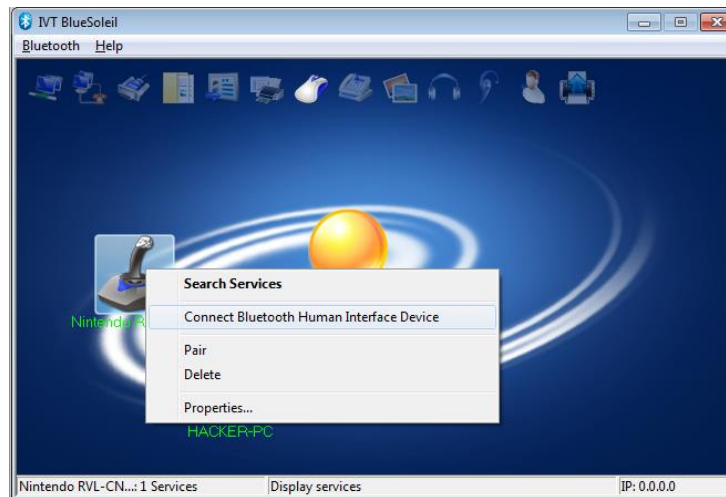 IVT BlueSoleil
Bluetooth Help
Search Services
Connect Bluetooth Human Interface Device
Nintendo R
Pair
Delete
Properties...
HACKER-PC
Nintendo RVL-CN...: 1 Services Display services IP: 0.0.0.0